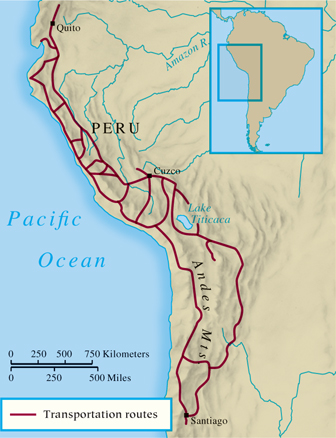 Quito
Amazon R.
PERU
Cuzco
Lake
Titicaca
Pacific
Ocean
Andes Mts
0 250 500 750 Kilometers
0 250 500 Miles
Transportation routes
Santiago